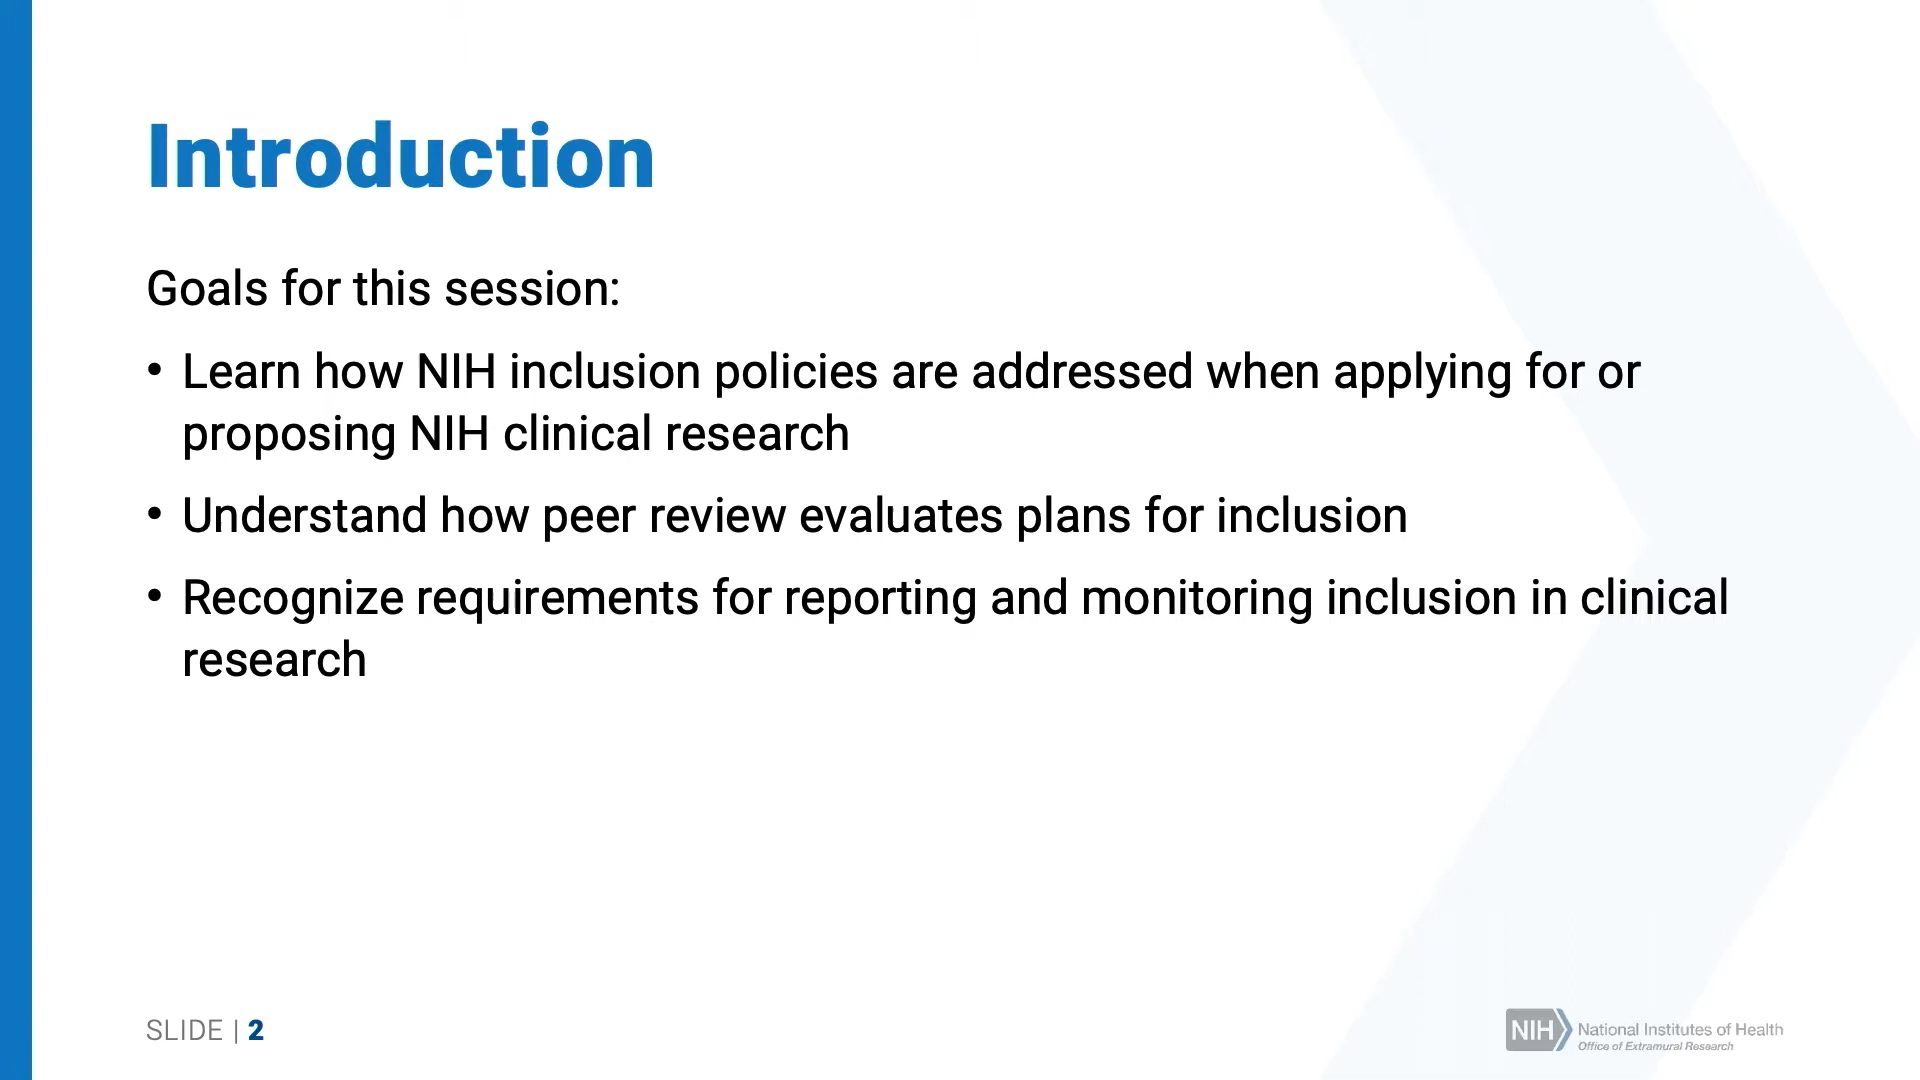 Introduction
Goals for this session:
• Learn how NIH inclusion policies are addressed when applying for or
proposing NIH clinical research
• Understand how peer review evaluates plans for inclusion
• Recognize requirements for reporting and monitoring inclusion in clinical
research
SLIDE | 2
NIH National Institutes of Health
Office of Extramural Research